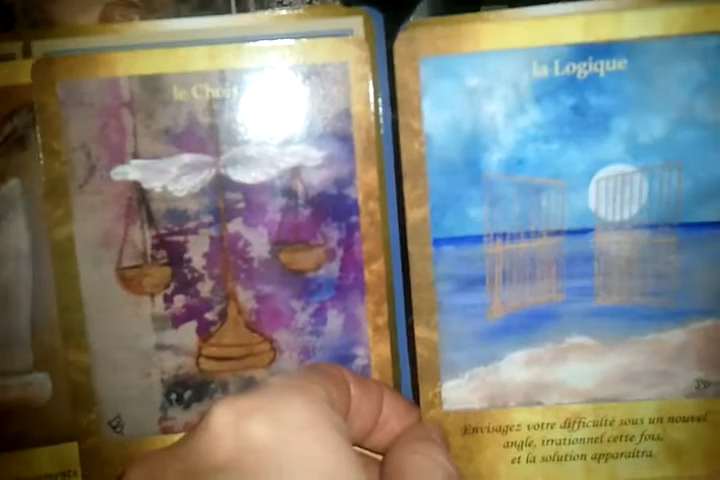 le Choix
la Logique
Envisagez votre difficulté sous un nouvel
angle, irrationnel cette fois,
et la solution apparaîtra.